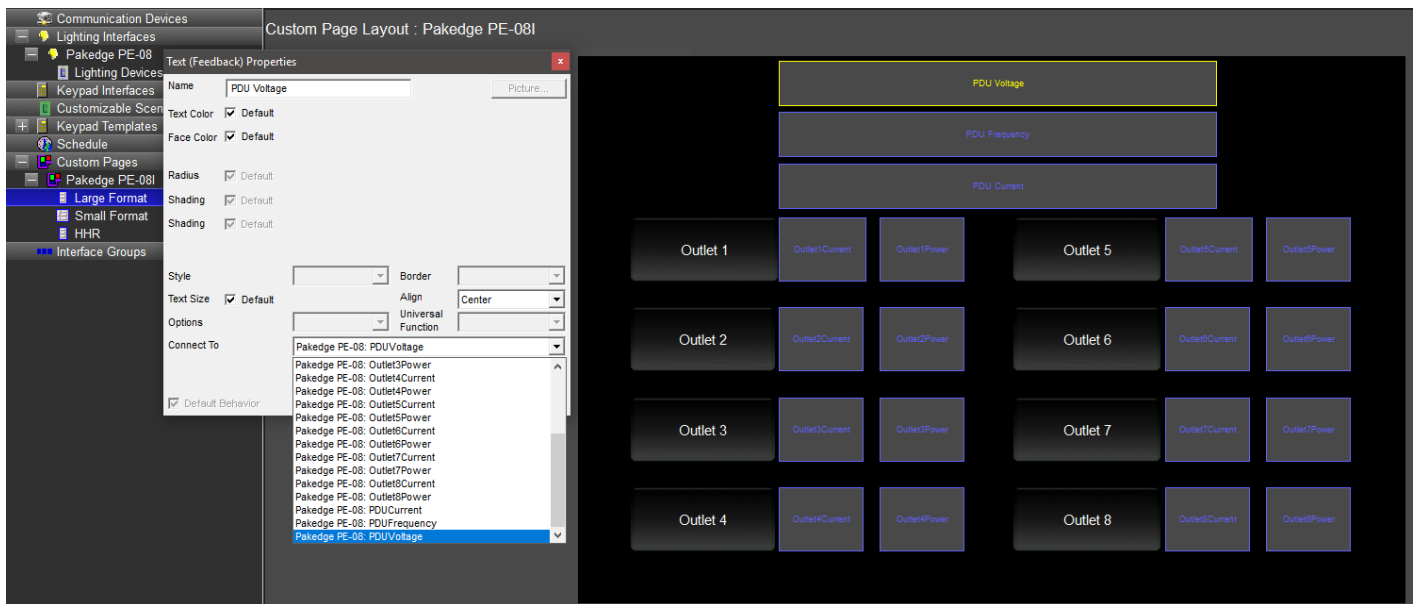 Communication Devices
Lighting Interfaces
Pakedge PE-08
Lighting Devices
Keypad Interfaces
Customizable Scen
Keypad Templates
Schedule
Custom Pages
Pakedge PE-08I
Large Format
Small Format
HHR
Interface Groups
Custom Page Layout : Pakedge PE-08I
Text (Feedback) Properties
x
Name PDU Voltage Picture...
Text Color Default
Face Color Default
Radius Default
Shading Default
Shading Default
Style Border
Text Size Default Align Center
Options Universal Function
Connect To Pakedge PE-08: PDUVoltage
Default Behavior
Pakedge PE-08: Outlet3Power
Pakedge PE-08: Outlet4Current
Pakedge PE-08: Outlet4Power
Pakedge PE-08: Outlet5Current
Pakedge PE-08: Outlet5Power
Pakedge PE-08: Outlet6Current
Pakedge PE-08: Outlet6Power
Pakedge PE-08: Outlet7Current
Pakedge PE-08: Outlet7Power
Pakedge PE-08: Outlet8Current
Pakedge PE-08: Outlet8Power
Pakedge PE-08: PDUCurrent
Pakedge PE-08: PDUFrequency
Pakedge PE-08: PDUVoltage
PDU Voltage
PDU Frequency
PDU Current
Outlet 1 Outlet1Current Outlet1Power Outlet 5 Outlet5Current Outlet5Power
Outlet 2 Outlet2Current Outlet2Power Outlet 6 Outlet6Current Outlet6Power
Outlet 3 Outlet3Current Outlet3Power Outlet 7 Outlet7Current Outlet7Power
Outlet 4 Outlet4Current Outlet4Power Outlet 8 Outlet8Current Outlet8Power